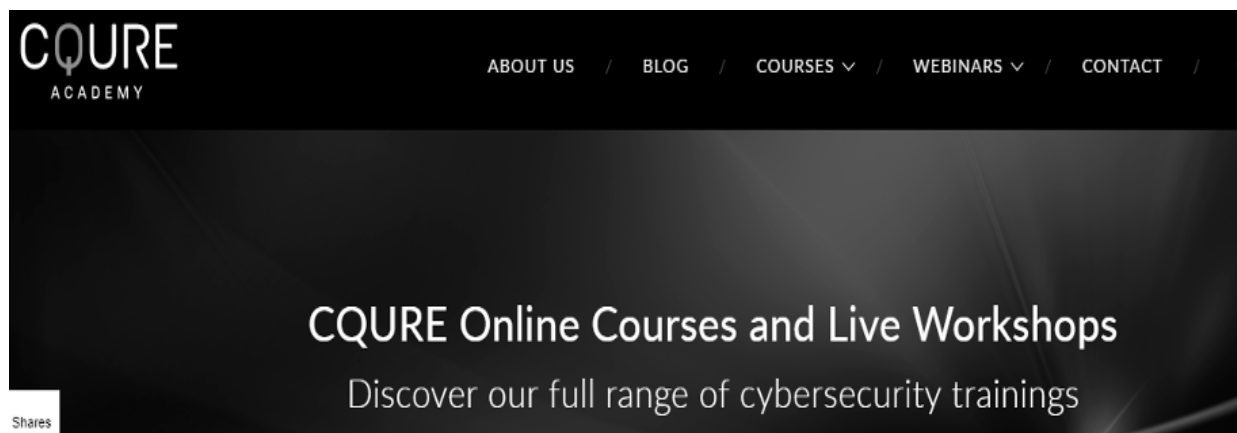 CQURE
ACADEMY
ABOUT US / BLOG / COURSES / WEBINARS / CONTACT /
CQURE Online Courses and Live Workshops
Discover our full range of cybersecurity trainings
Shares